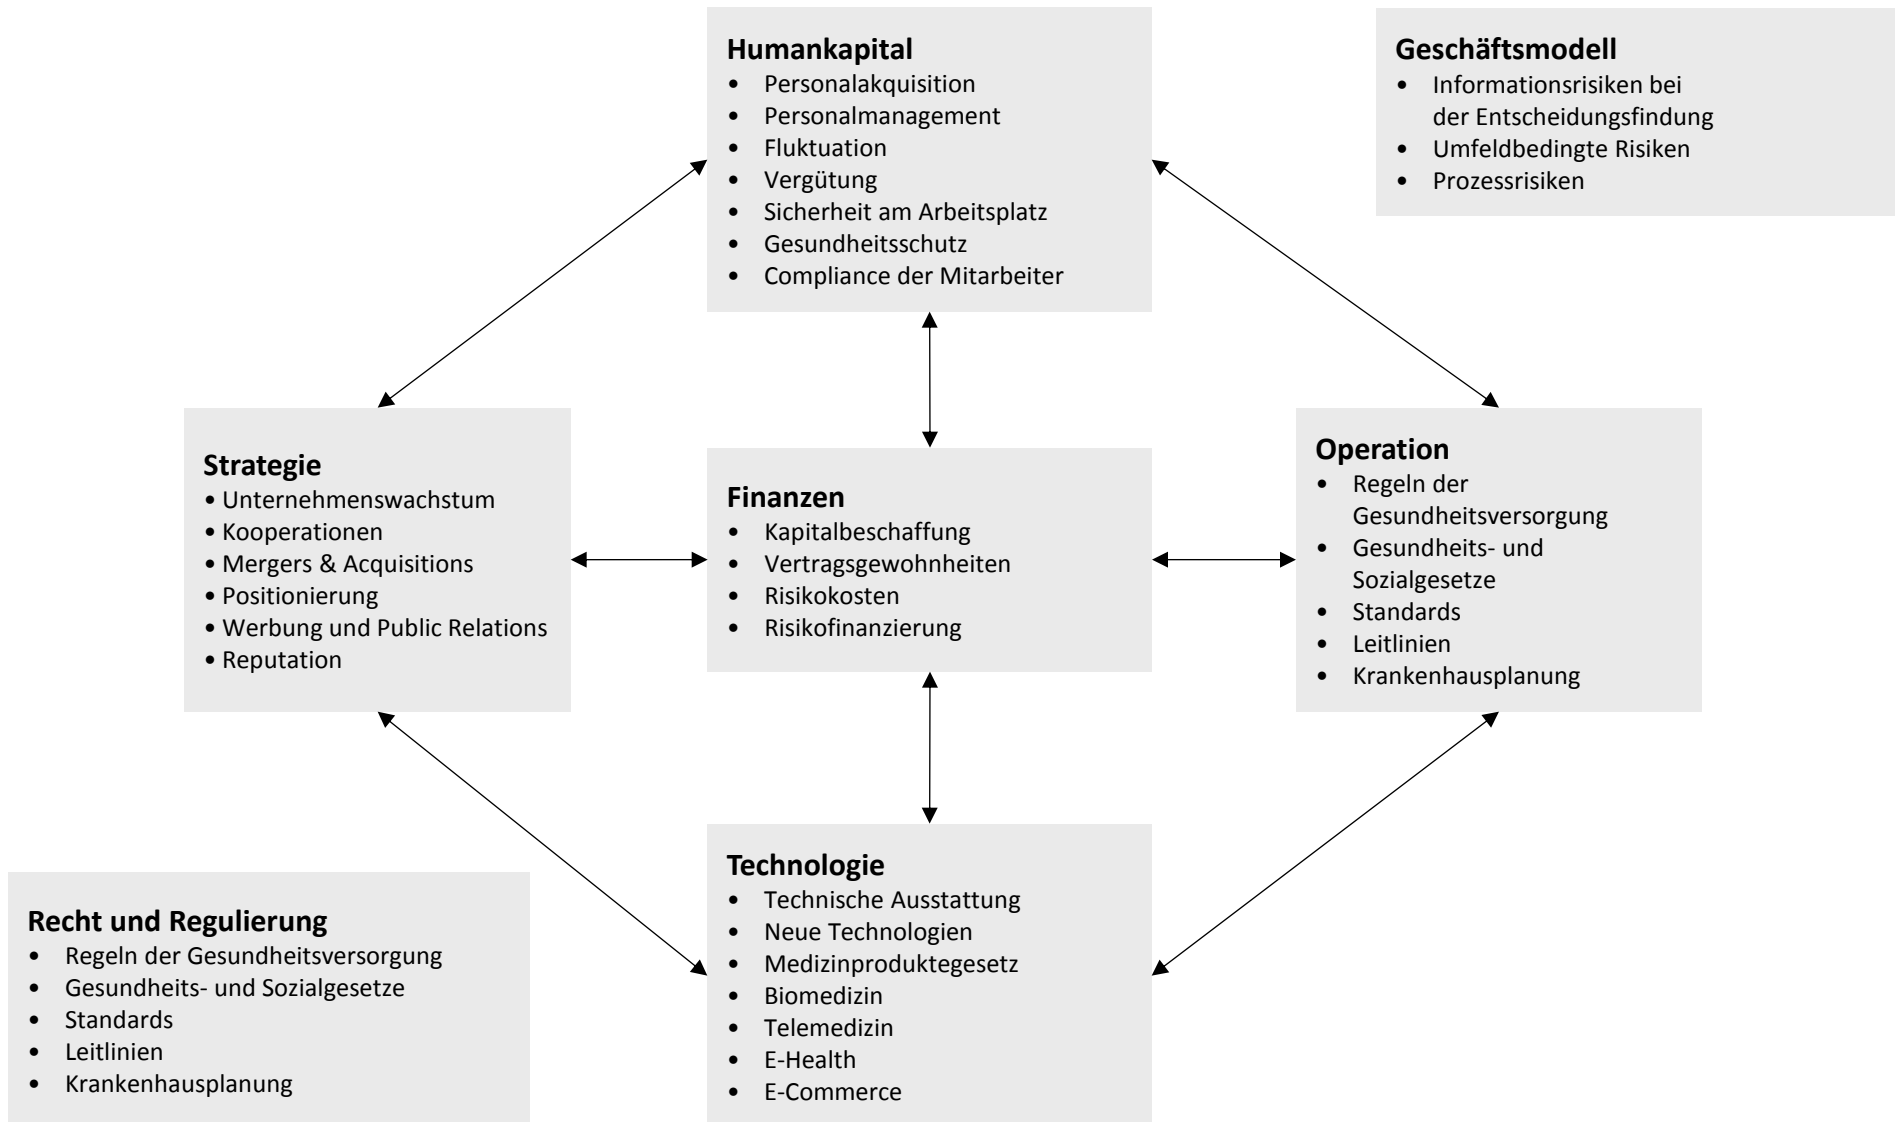 Humankapital
• Personalakquisition
• Personalmanagement
• Fluktuation
• Vergütung
• Sicherheit am Arbeitsplatz
• Gesundheitsschutz
• Compliance der Mitarbeiter
Geschäftsmodell
• Informationsrisiken bei
der Entscheidungsfindung
• Umfeldbedingte Risiken
• Prozessrisiken
Strategie
• Unternehmenswachstum
• Kooperationen
• Mergers & Acquisitions
• Positionierung
• Werbung und Public Relations
• Reputation
Finanzen
• Kapitalbeschaffung
• Vertragsgewohnheiten
• Risikokosten
• Risikofinanzierung
Operation
• Regeln der
Gesundheitsversorgung
• Gesundheits- und
Sozialgesetze
• Standards
• Leitlinien
• Krankenhausplanung
Recht und Regulierung
• Regeln der Gesundheitsversorgung
• Gesundheits- und Sozialgesetze
• Standards
• Leitlinien
• Krankenhausplanung
Technologie
• Technische Ausstattung
• Neue Technologien
• Medizinproduktegesetz
• Biomedizin
• Telemedizin
• E-Health
• E-Commerce